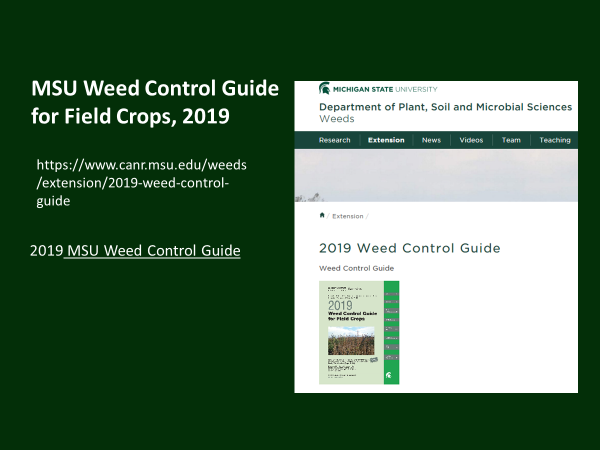 MSU Weed Control Guide
for Field Crops, 2019
https://www.canr.msu.edu/weeds
/extension/2019-weed-control-
guide
2019 MSU Weed Control Guide
MICHIGAN STATE UNIVERSITY
Department of Plant, Soil and Microbial Sciences
Weeds
Research Extension News Videos Team Teaching
/ Extension /
2019 Weed Control Guide
Weed Control Guide
2019
Weed Control Guide
for Field Crops